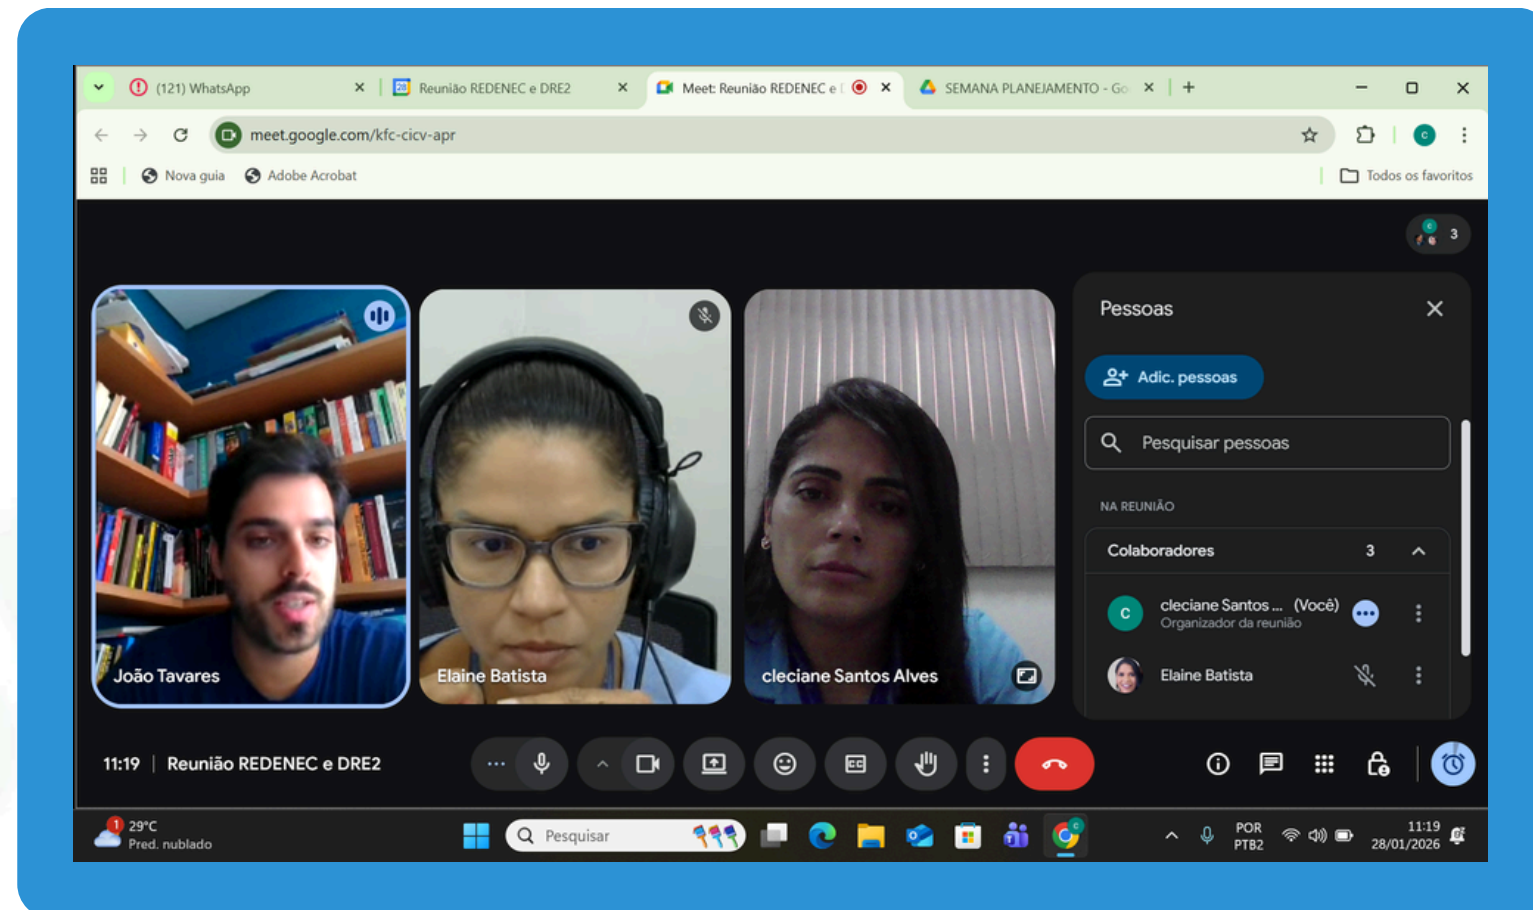 (121) WhatsApp
28
Reunião REDENEC e DRE2
Meet: Reunião REDENEC e
SEMANA PLANEJAMENTO - Go
meet.google.com/kfc-cicv-apr
C
Nova guia
Adobe Acrobat
Todos os favoritos
C
3
Pessoas
Adic. pessoas
Pesquisar pessoas
NA REUNIÃO
Colaboradores 3
C
cleciane Santos ... (Você)
Organizador da reunião
Elaine Batista
João Tavares
Elaine Batista
cleciane Santos Alves
11:19 | Reunião REDENEC e DRE2
CC
1
29°C
Pred. nublado
Pesquisar
POR
PTB2
11:19
28/01/2026